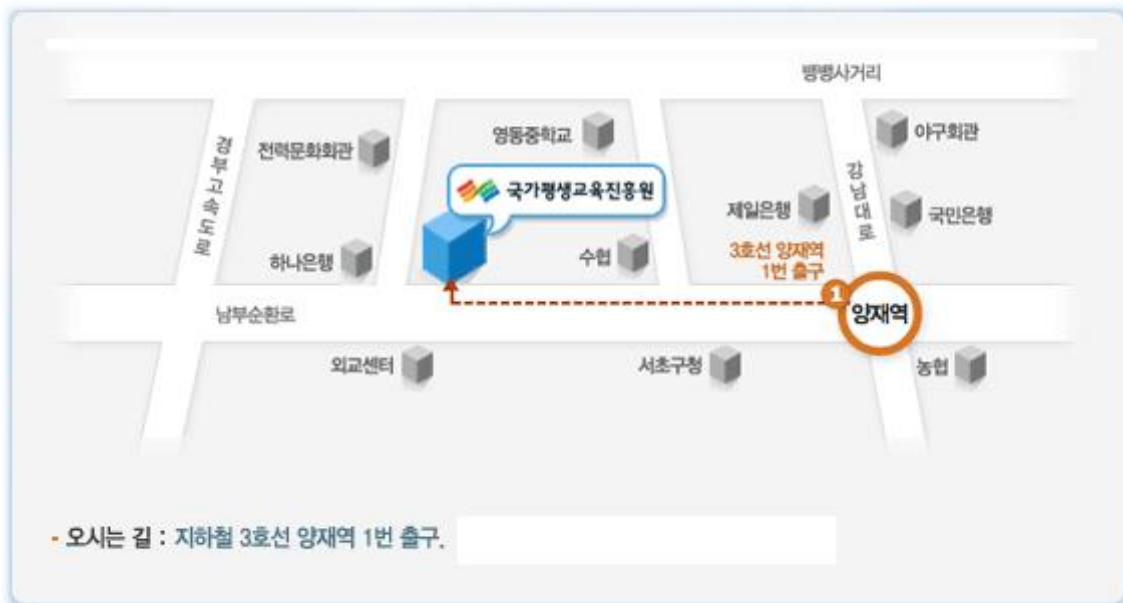 뱅뱅사거리
경부고속도로
전력문화회관
영동중학교
강남대로
야구회관
국가평생교육진흥원
제일은행
국민은행
하나은행
수협
3호선 양재역
1번 출구
1
남부순환로
양재역
외교센터
서초구청
농협
- 오시는 길 : 지하철 3호선 양재역 1번 출구.